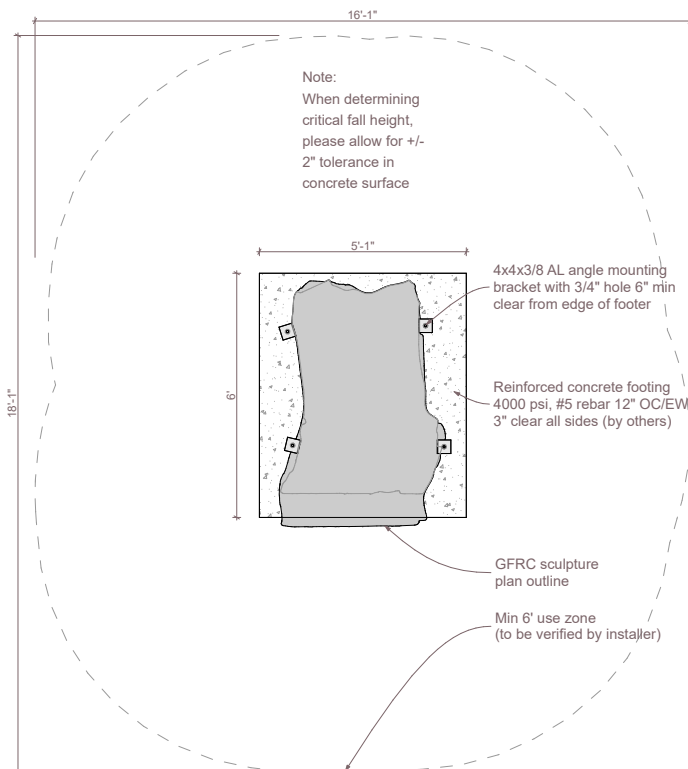 16'-1"
Note:
When determining
critical fall height,
please allow for +/-
2" tolerance in
concrete surface
5'-1"
4x4x3/8 AL angle mounting
bracket with 3/4" hole 6" min
clear from edge of footer
18'-1"
6'
Reinforced concrete footing
4000 psi, #5 rebar 12" OC/EW
3" clear all sides (by others)
GFRC sculpture
plan outline
Min 6' use zone
(to be verified by installer)